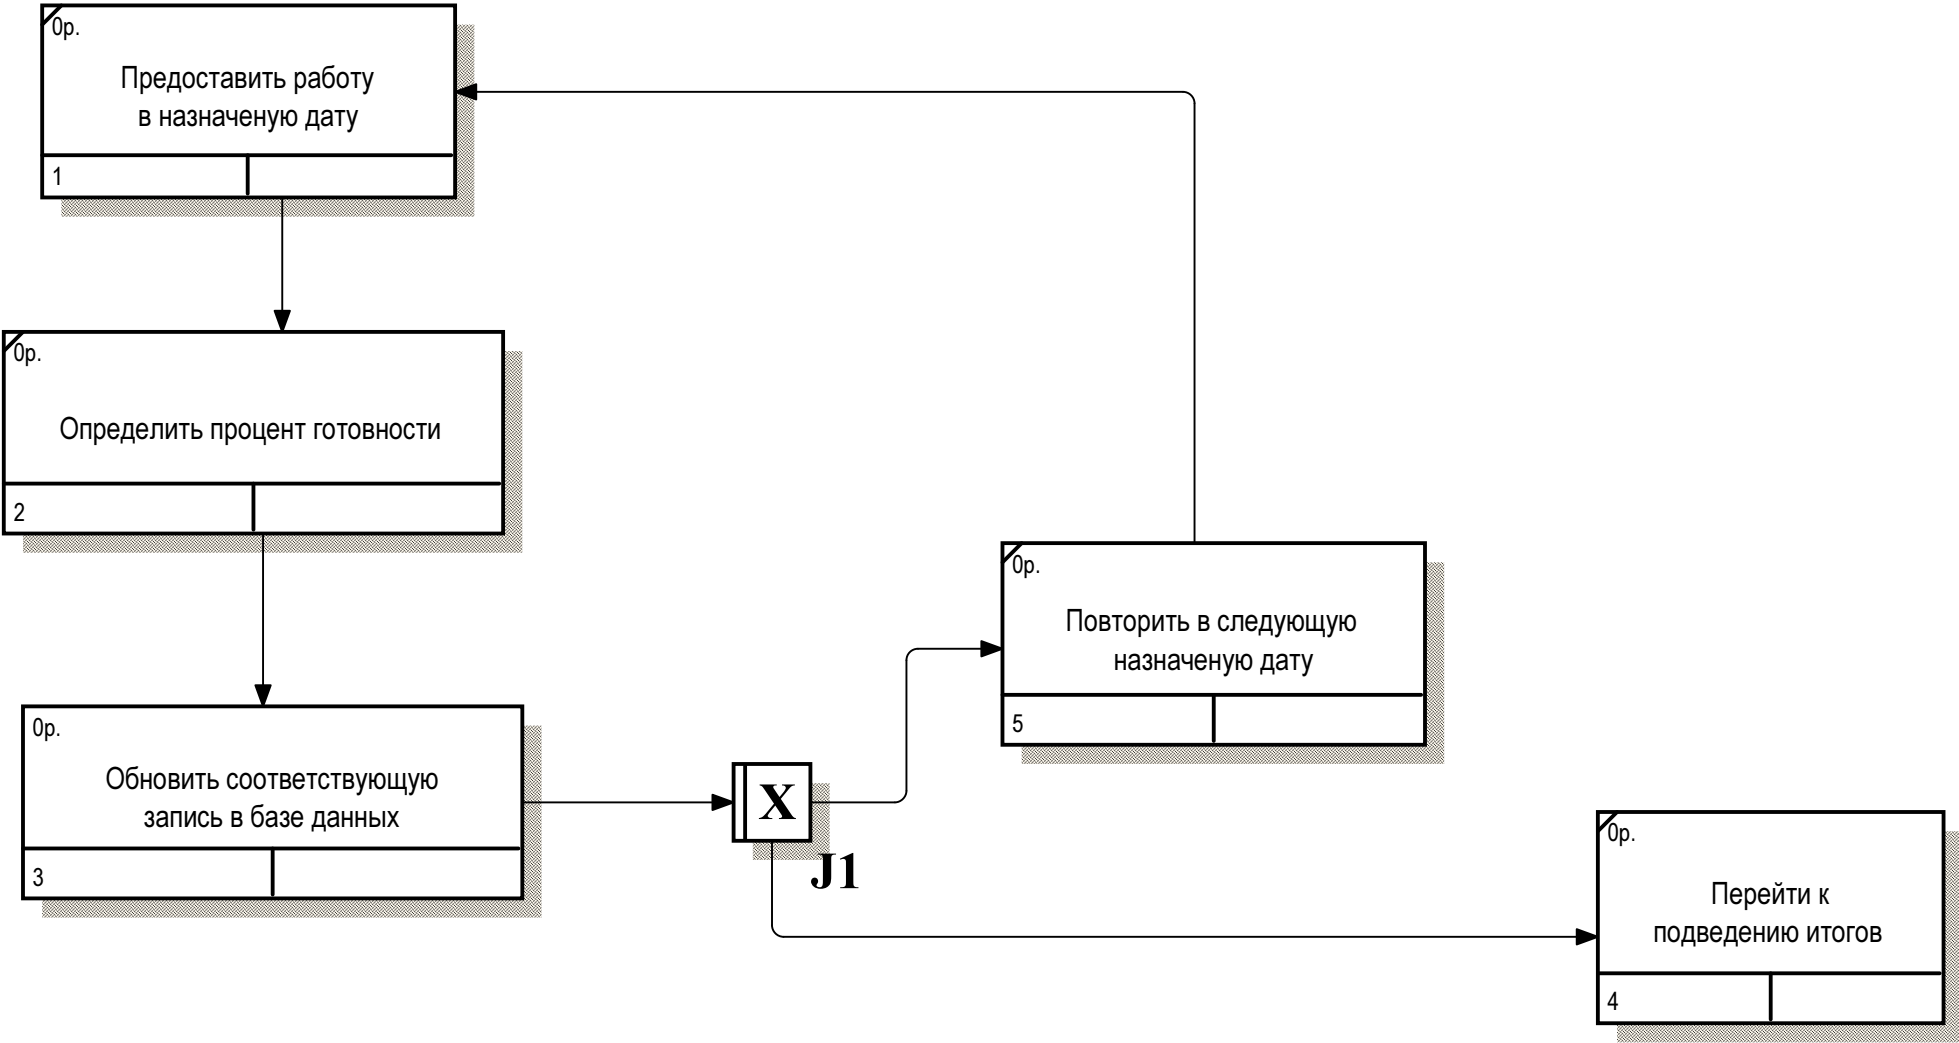 0р.
Предоставить работу
в назначеную дату
1
0р.
Определить процент готовности
2
0р.
Обновить соответствующую
запись в базе данных
3
X
J1
0р.
Повторить в следующую
назначеную дату
5
0р.
Перейти к
подведению итогов
4